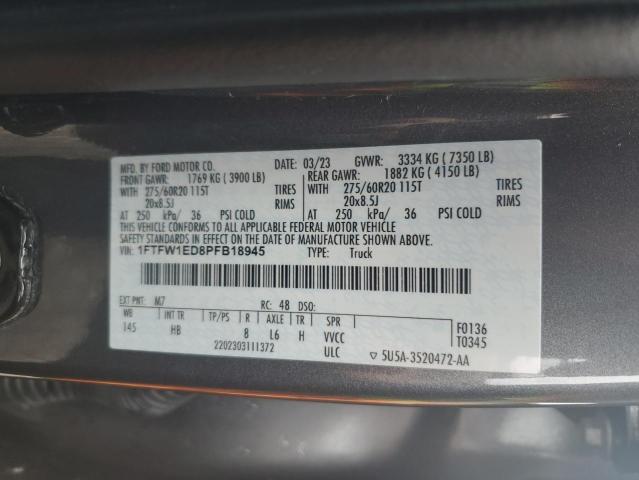 MFG. BY FORD MOTOR CO.
DATE: 03/23 GVWR: 3334 KG ( 7350 LB)
FRONT GAWR: 1769 KG ( 3900 LB)
REAR GAWR: 1882 KG ( 4150 LB)
WITH 275/60R20 115T TIRES
WITH 275/60R20 115T TIRES
20x8.5J RIMS
20x8.5J RIMS
AT 250 kPa/ 36 PSI COLD
AT 250 kPa/ 36 PSI COLD
THIS VEHICLE CONFORMS TO ALL APPLICABLE FEDERAL MOTOR VEHICLE
SAFETY STANDARDS IN EFFECT ON THE DATE OF MANUFACTURE SHOWN ABOVE.
VIN: 1FTFW1ED8PFB18945 TYPE: Truck
EXT PNT: M7 RC: 48 DSO:
WB INT TR TP/PS R AXLE TR SPR
145 HB 8 L6 H VVCC
ULC
F0136
T0345
2202303111372
5U5A-3520472-AA